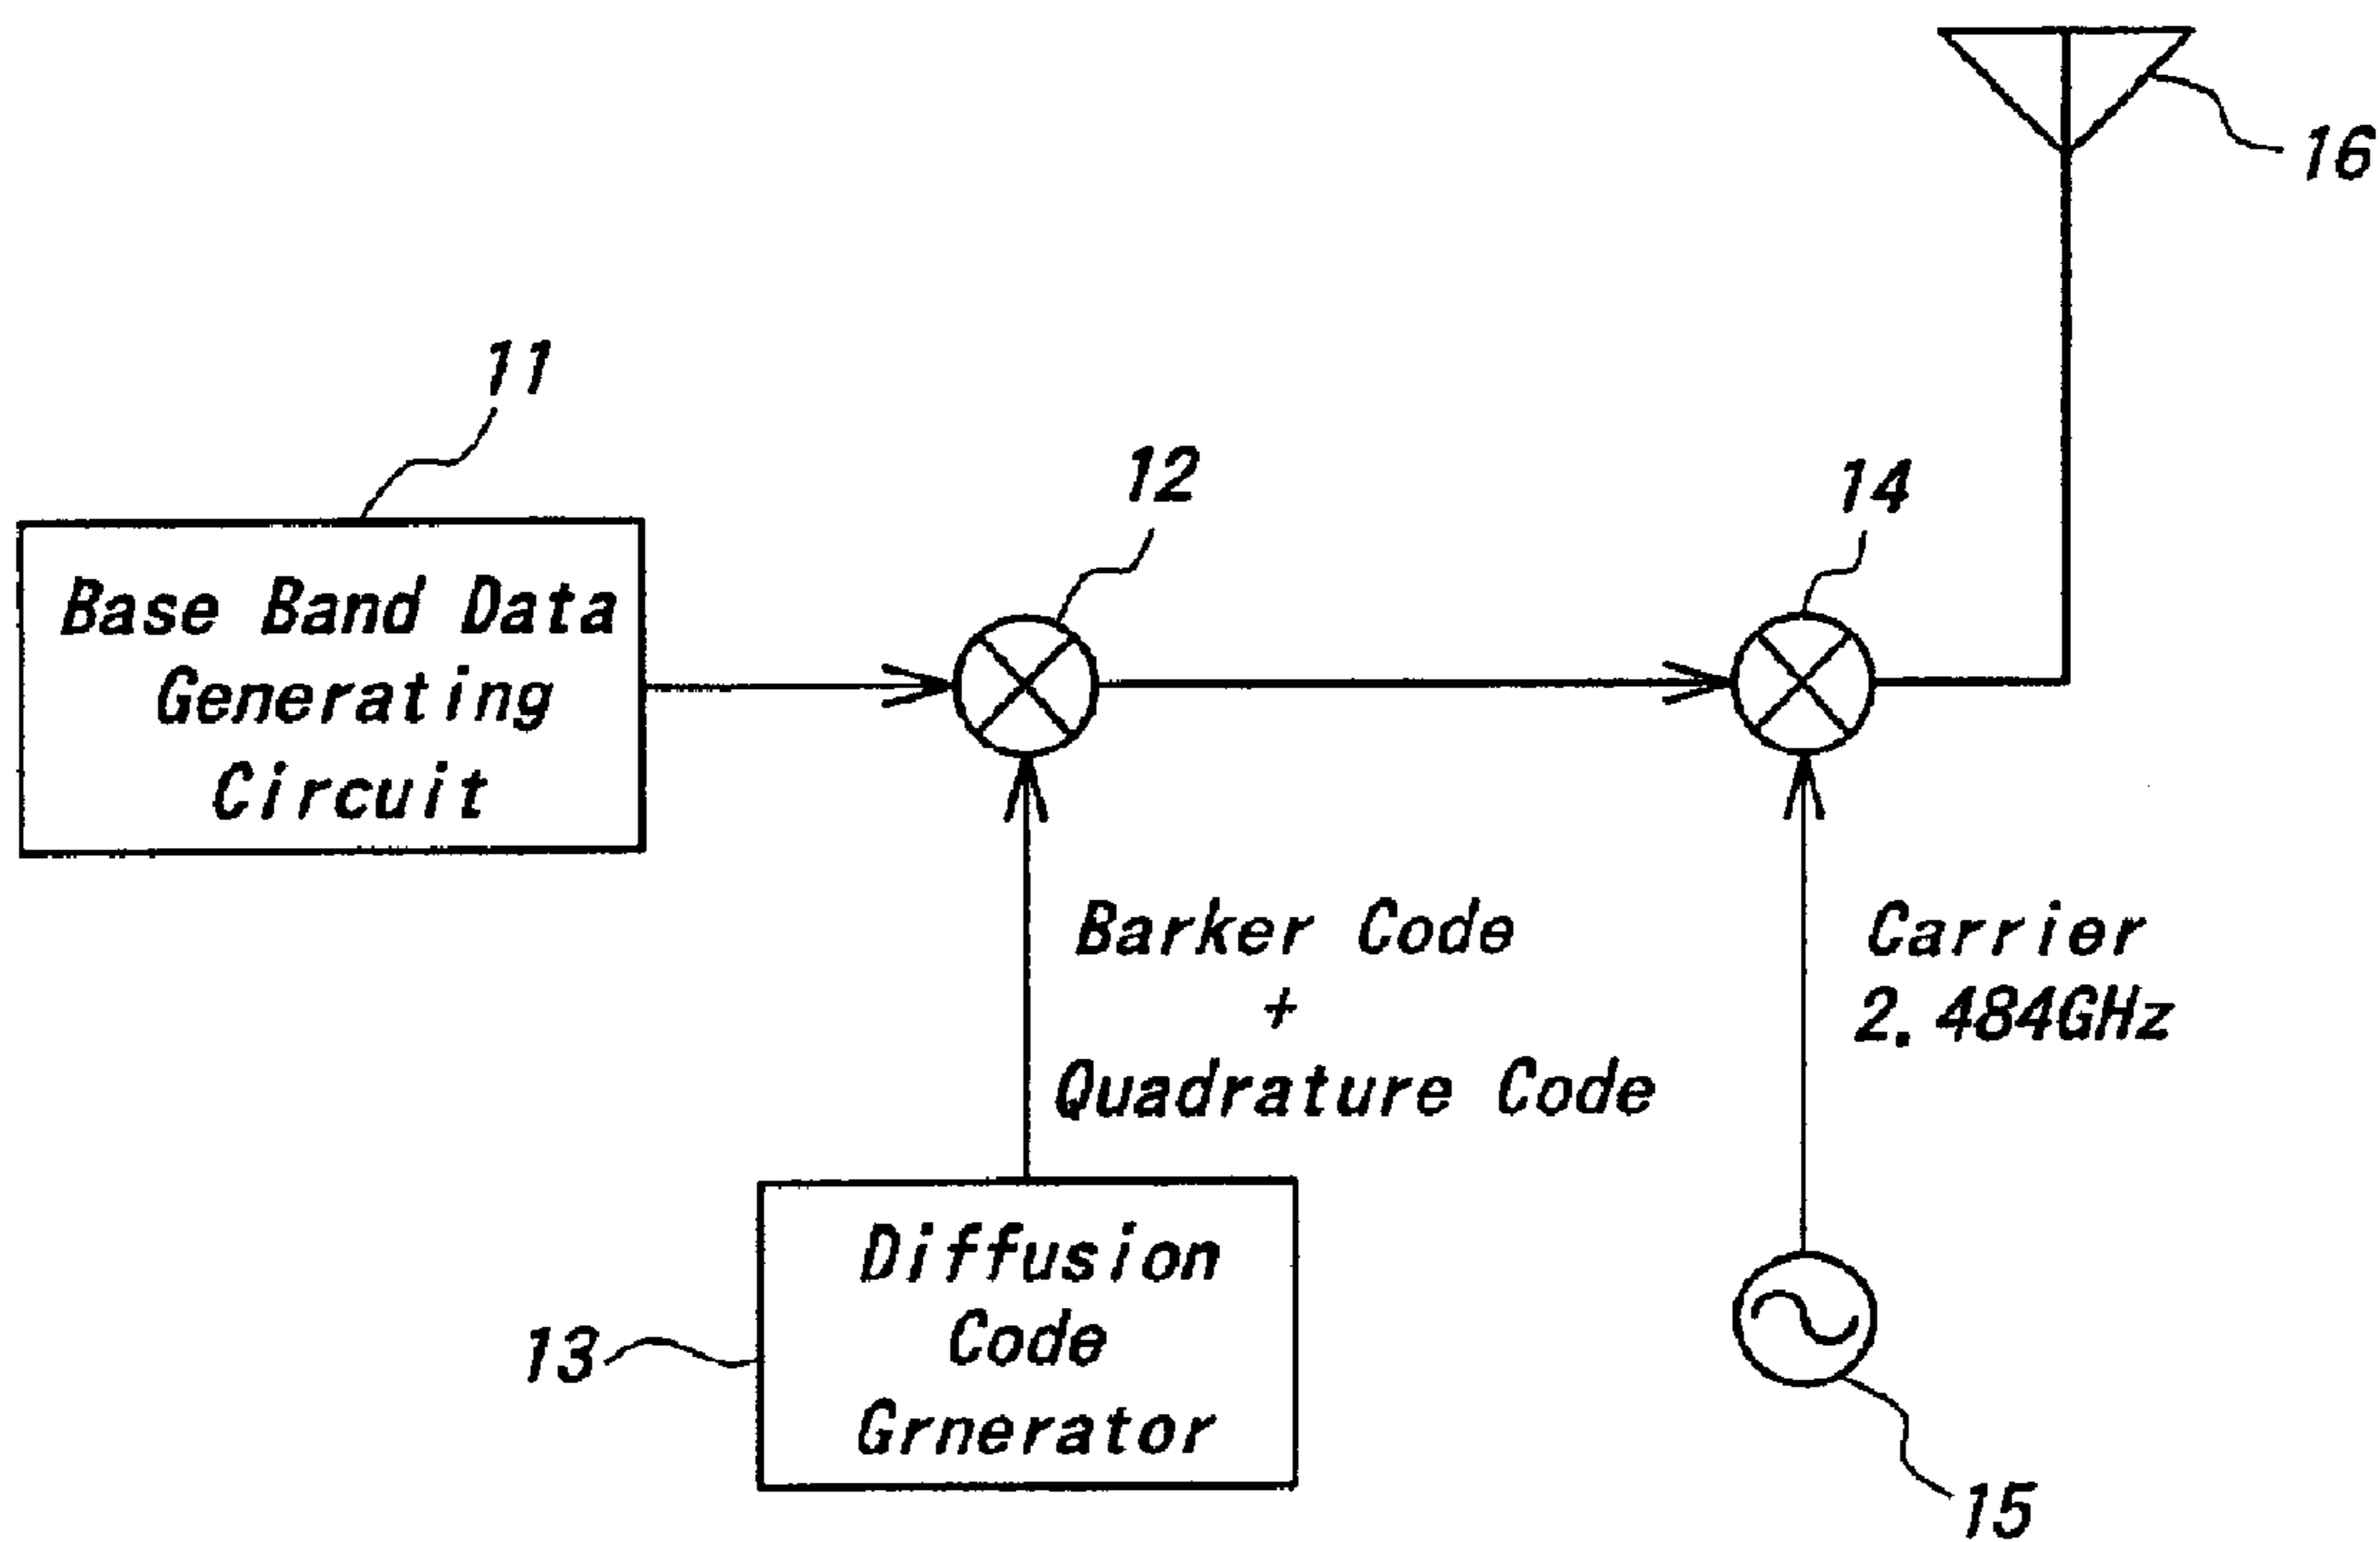 16
11
12
14
Base Band Data
Generating
Circuit
Barker Code
+
Quadrature Code
Carrier
2.484GHz
Diffusion
Code
Grnerator
13
15